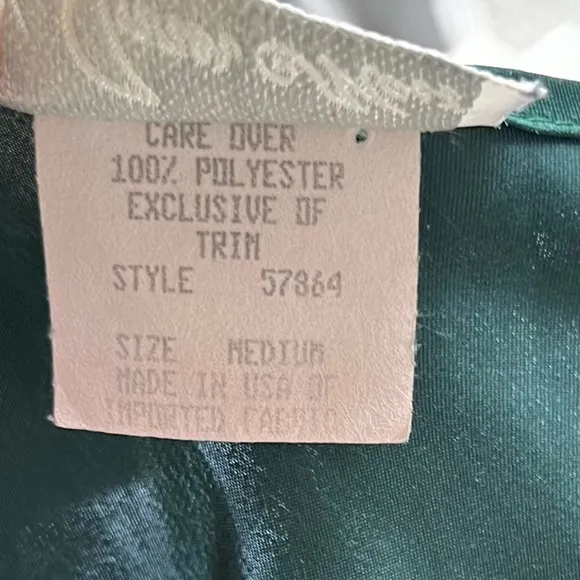 CARE OVER
100% POLYESTER
EXCLUSIVE OF
TRIM
STYLE 57864
SIZE MEDIUM
MADE IN USA OF
IMPORTED FABRIC